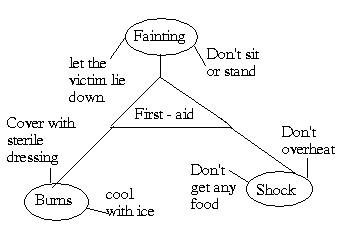 Fainting
let the
victim lie
down
Don't sit
or stand
First - aid
Cover with
sterile
dressing
Burns
cool
with ice
Don't
overheat
Don't
get any
food
Shock